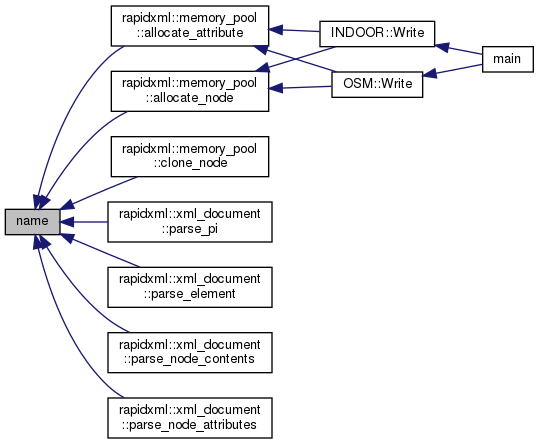 rapidxml::memory_pool
::allocate_attribute
INDOOR::Write
main
rapidxml::memory_pool
::allocate_node
OSM::Write
rapidxml::memory_pool
::clone_node
name
rapidxml::xml_document
::parse_pi
rapidxml::xml_document
::parse_element
rapidxml::xml_document
::parse_node_contents
rapidxml::xml_document
::parse_node_attributes